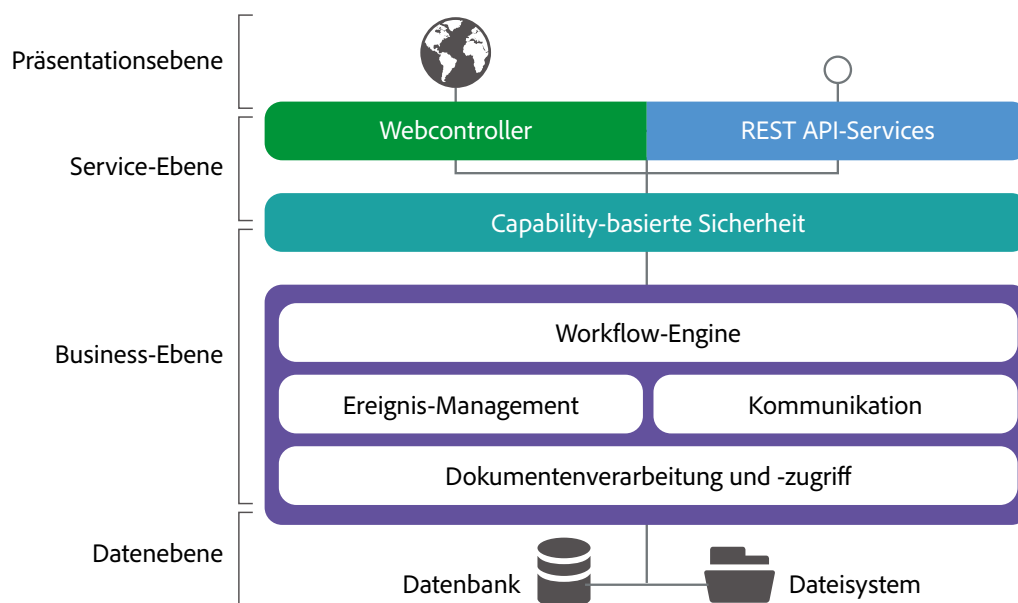 Präsentationsebene
Webcontroller
REST API-Services
Service-Ebene
Capability-basierte Sicherheit
Workflow-Engine
Business-Ebene
Ereignis-Management
Kommunikation
Dokumentenverarbeitung und -zugriff
Datenebene
Datenbank
Dateisystem